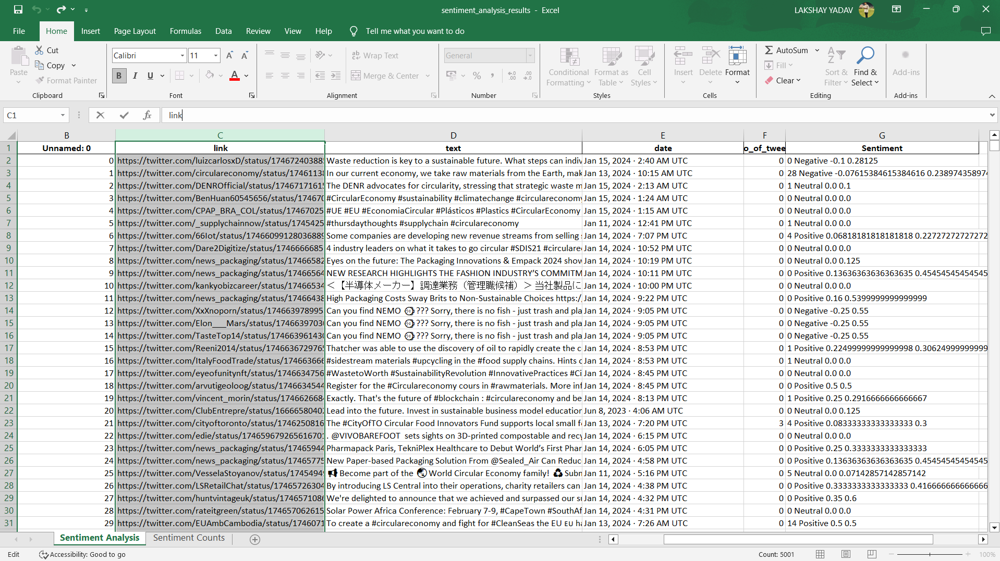 sentiment_analysis_results - Excel
LAKSHAY YADAV
File Home Insert Page Layout Formulas Data Review View Help Tell me what you want to do
Paste
Cut
Copy
Format Painter
Clipboard
Calibri 11
B I U A
Font
Wrap Text
Merge & Center
Alignment
General
% ,
Number
Conditional Formatting
Format as Table
Cell Styles
Styles
Insert Delete Format
Cells
AutoSum
Fill
Clear
Sort & Filter
Find & Select
Editing
Add-ins
Add-ins
C1 fx link
B C D E F G
1 Unnamed: 0 link text date o_of_twee Sentiment
2 0 https://twitter.com/luizcarlosxD/status/17467240388 Waste reduction is key to a sustainable future. What steps can indiv Jan 15, 2024 · 2:40 AM UTC 0 0 Negative -0.1 0.28125
3 1 https://twitter.com/circulareconomy/status/17461138 In our current economy, we take raw materials from the Earth, mak Jan 13, 2024 · 10:15 AM UTC 0 28 Negative -0.07615384615384616 0.238974358974
4 2 https://twitter.com/DENROfficial/status/17467171615 The DENR advocates for circularity, stressing that strategic waste m Jan 15, 2024 · 2:13 AM UTC 0 1 Neutral 0.0 0.1
5 3 https://twitter.com/BenHuan60545656/status/174670 #CircularEconomy #sustainability #climatechange #circulareconomy Jan 15, 2024 · 1:24 AM UTC 0 0 Neutral 0.0 0.0
6 4 https://twitter.com/CPAP_BRA_COL/status/17467025 #UE #EU #EconomiaCircular #Plásticos #Plastics #CircularEconomy Jan 15, 2024 · 1:15 AM UTC 0 0 Neutral 0.0 0.0
7 5 https://twitter.com/_supplychainnow/status/1745425 #thursdaythoughts #supplychain #circulareconomy Jan 11, 2024 · 12:41 PM UTC 0 1 Neutral 0.0 0.0
8 6 https://twitter.com/66Iot/status/17466099128036889 Some companies are developing new revenue streams from selling Jan 14, 2024 · 7:07 PM UTC 0 4 Positive 0.06818181818181818 0.22727272727272
9 7 https://twitter.com/Dare2Digitize/status/1746666685 4 industry leaders on what it takes to go circular #SDIS21 #circulare Jan 14, 2024 · 10:52 PM UTC 0 0 Neutral 0.0 0.0
10 8 https://twitter.com/news_packaging/status/17466582 Eyes on the future: The Packaging Innovations & Empack 2024 show Jan 14, 2024 · 10:19 PM UTC 0 0 Neutral 0.0 0.125
11 9 https://twitter.com/news_packaging/status/17466564 NEW RESEARCH HIGHLIGHTS THE FASHION INDUSTRY’S COMMITM Jan 14, 2024 · 10:11 PM UTC 0 0 Positive 0.13636363636363635 0.454545454545
12 10 https://twitter.com/kankyobizcareer/status/17466534 ＜【半導体メーカー】調達業務（管理職候補）＞ 当社製品に Jan 14, 2024 · 10:00 PM UTC 0 0 Neutral 0.0 0.0
13 11 https://twitter.com/news_packaging/status/17466438 High Packaging Costs Sway Brits to Non-Sustainable Choices https:/ Jan 14, 2024 · 9:22 PM UTC 0 0 Positive 0.16 0.5399999999999999
14 12 https://twitter.com/XxXnoporn/status/174663978995 Can you find NEMO 🐡??? Sorry, there is no fish - just trash and pla Jan 14, 2024 · 9:05 PM UTC 0 0 Negative -0.25 0.55
15 13 https://twitter.com/Elon___Mars/status/17466397030 Can you find NEMO 🐡??? Sorry, there is no fish - just trash and pla Jan 14, 2024 · 9:05 PM UTC 0 0 Negative -0.25 0.55
16 14 https://twitter.com/TasteTop14/status/174663961430 Can you find NEMO 🐡??? Sorry, there is no fish - just trash and pla Jan 14, 2024 · 9:05 PM UTC 0 0 Negative -0.25 0.55
17 15 https://twitter.com/Reeni2014/status/17466367297 Thatcher was able to use the discovery of oil to rapidly create the c Jan 14, 2024 · 8:53 PM UTC 0 1 Positive 0.22499999999999998 0.30624999999999
18 16 https://twitter.com/ItalyFoodTrade/status/174663666 #sidestream materials #upcycling in the #food supply chains. Hints Jan 14, 2024 · 8:53 PM UTC 0 1 Neutral 0.0 0.0
19 17 https://twitter.com/eyeofunitynft/status/1746634756 #WastetoWorth #SustainabilityRevolution #InnovativePractices #Ci Jan 14, 2024 · 8:45 PM UTC 0 0 Neutral 0.0 0.0
20 18 https://twitter.com/arvutigeoloog/status/1746634544 Register for the #Circulareconomy cours in #rawmaterials. More inf Jan 14, 2024 · 8:45 PM UTC 0 0 Positive 0.5 0.5
21 19 https://twitter.com/vincent_morin/status/1746626684 Exactly. That's the future of #blockchain : #circulareconomy and be Jan 14, 2024 · 8:13 PM UTC 0 1 Positive 0.25 0.2916666666666667
22 20 https://twitter.com/ClubEntrepre/status/1666658040 Lead into the future. Invest in sustainable business model education Jun 8, 2023 · 4:06 AM UTC 0 0 Neutral 0.0 0.125
23 21 https://twitter.com/cityoftoronto/status/1746250816 The #CityOfTO Circular Food Innovators Fund supports local small f Jan 13, 2024 · 7:20 PM UTC 3 4 Positive 0.08333333333333333 0.3
24 22 https://twitter.com/edie/status/174659679265616701 . @VIVOBAREFOOT sets sights on 3D-printed compostable and recy Jan 14, 2024 · 6:15 PM UTC 0 0 Neutral 0.0 0.0
25 23 https://twitter.com/news_packaging/status/17465944 Pharmapack Paris, TekniPlex Healthcare to Debut World’s First Phar Jan 14, 2024 · 6:05 PM UTC 0 0 Positive 0.25 0.3333333333333333
26 24 https://twitter.com/news_packaging/status/17465775 New Paper-based Packaging Solution From @Sealed_Air Can Reduc Jan 14, 2024 · 4:58 PM UTC 0 0 Positive 0.13636363636363635 0.454545454545
27 25 https://twitter.com/VesselaStoyanov/status/17454949 📢 Become part of the 🌏 World Circular Economy family! ♻ Subn Jan 11, 2024 · 5:16 PM UTC 0 5 Neutral 0.0 0.07142857142857142
28 26 https://twitter.com/LSRetailChat/status/17465726304 By introducing LS Central into their operations, charity retailers can Jan 14, 2024 · 4:38 PM UTC 0 0 Positive 0.3333333333333333 0.416666666666666
29 27 https://twitter.com/huntvintageuk/status/1746571086 We're delighted to announce that we achieved and surpassed our su Jan 14, 2024 · 4:32 PM UTC 0 0 Positive 0.35 0.6
30 28 https://twitter.com/rateitgreen/status/174657062615 Solar Power Africa Conference: February 7-9, #CapeTown #SouthAf Jan 14, 2024 · 4:31 PM UTC 0 0 Neutral 0.0 0.0
31 29 https://twitter.com/EUAmbCambodia/status/1746071 To create a #circulareconomy and fight for #CleanSeas the EU ᴇᴜ ha Jan 13, 2024 · 7:26 AM UTC 0 14 Positive 0.5 0.5
Sentiment Analysis Sentiment Counts
Edit Accessibility: Good to go Count: 5001 100%